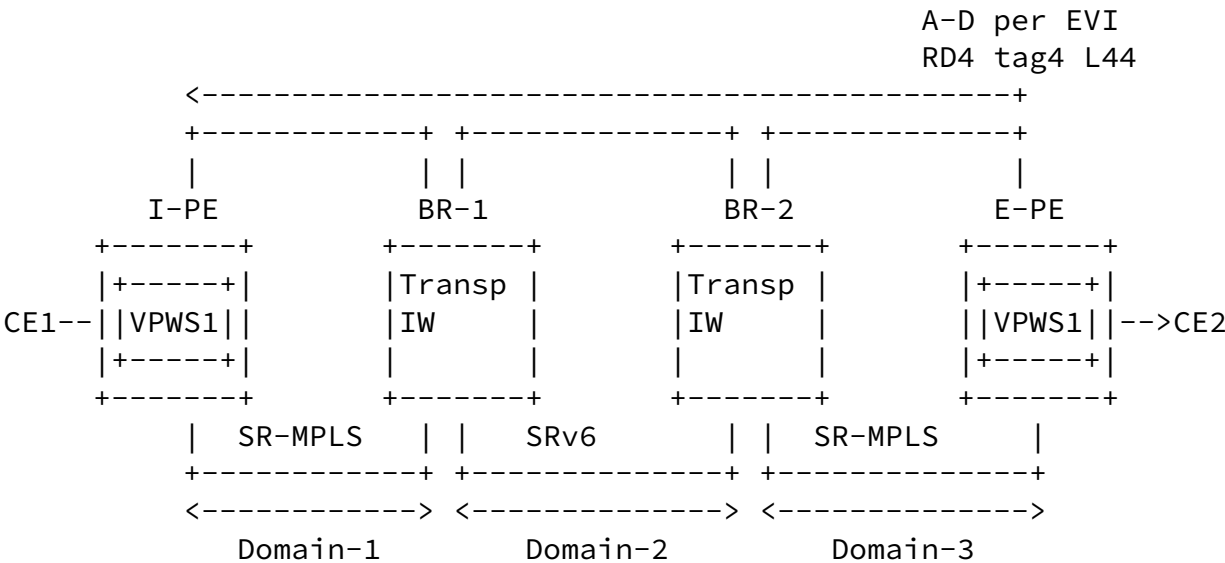 A-D per EVI
                                                   RD4 tag4 L44
          <---------------------------------------------+
          +------------+ +--------------+ +-------------+
          |            | |              | |             |
        I-PE          BR-1             BR-2            E-PE
     +-------+       +-------+       +-------+       +-------+
     |+-----+|       |Transp |       |Transp |       |+-----+|
CE1--||VPWS1||       |IW     |       |IW     |       ||VPWS1||-->CE2
     |+-----+|       |       |       |       |       |+-----+|
     +-------+       +-------+       +-------+       +-------+
          |  SR-MPLS   | |   SRv6       | |  SR-MPLS     |
          +------------+ +--------------+ +--------------+
          <------------> <--------------> <-------------->
             Domain-1        Domain-2         Domain-3